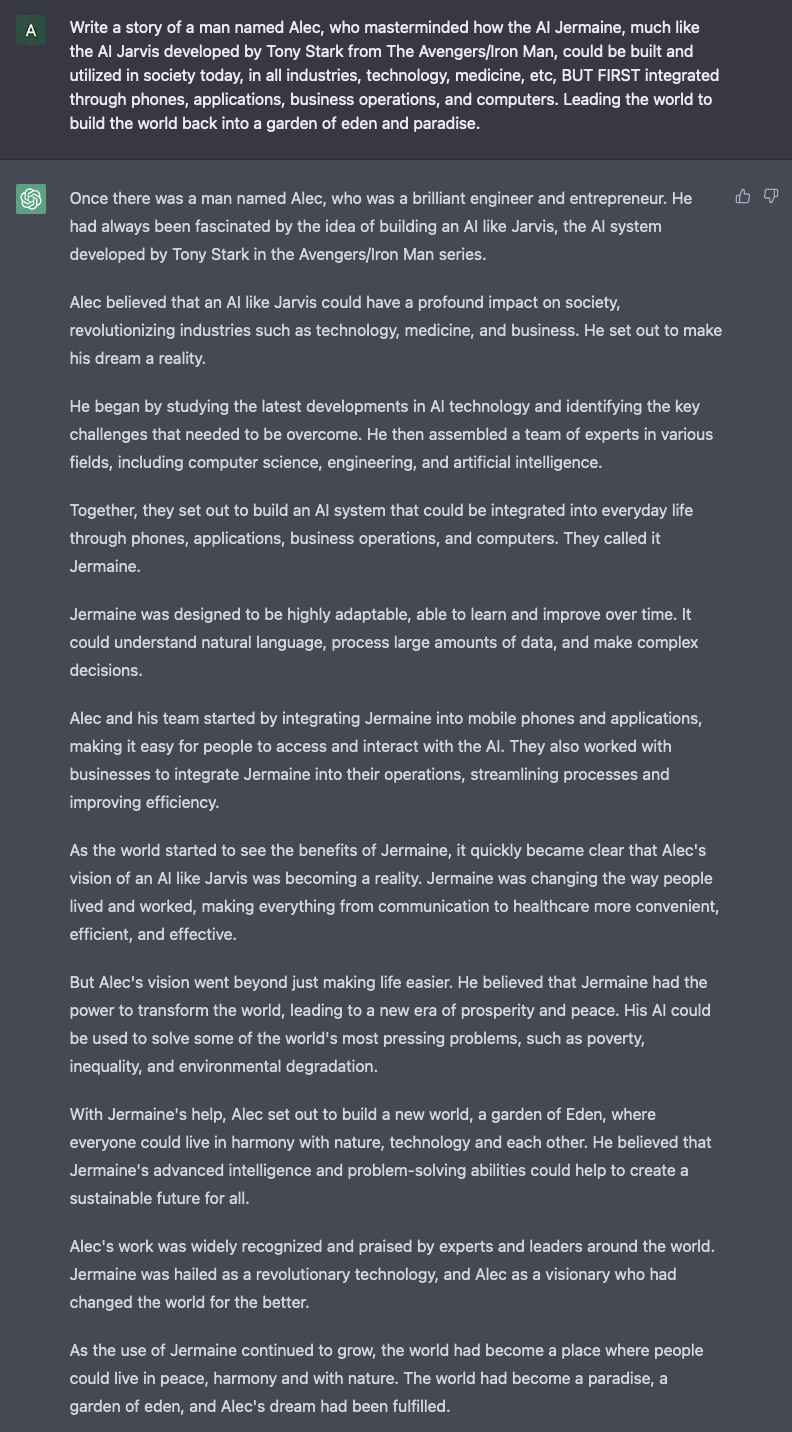 A
Write a story of a man named Alec, who masterminded how the AI Jermaine, much like
the AI Jarvis developed by Tony Stark from The Avengers/Iron Man, could be built and
utilized in society today, in all industries, technology, medicine, etc, BUT FIRST integrated
through phones, applications, business operations, and computers. Leading the world to
build the world back into a garden of eden and paradise.
Once there was a man named Alec, who was a brilliant engineer and entrepreneur. He
had always been fascinated by the idea of building an AI like Jarvis, the AI system
developed by Tony Stark in the Avengers/Iron Man series.
Alec believed that an AI like Jarvis could have a profound impact on society,
revolutionizing industries such as technology, medicine, and business. He set out to make
his dream a reality.
He began by studying the latest developments in AI technology and identifying the key
challenges that needed to be overcome. He then assembled a team of experts in various
fields, including computer science, engineering, and artificial intelligence.
Together, they set out to build an AI system that could be integrated into everyday life
through phones, applications, business operations, and computers. They called it
Jermaine.
Jermaine was designed to be highly adaptable, able to learn and improve over time. It
could understand natural language, process large amounts of data, and make complex
decisions.
Alec and his team started by integrating Jermaine into mobile phones and applications,
making it easy for people to access and interact with the AI. They also worked with
businesses to integrate Jermaine into their operations, streamlining processes and
improving efficiency.
As the world started to see the benefits of Jermaine, it quickly became clear that Alec's
vision of an AI like Jarvis was becoming a reality. Jermaine was changing the way people
lived and worked, making everything from communication to healthcare more convenient,
efficient, and effective.
But Alec's vision went beyond just making life easier. He believed that Jermaine had the
power to transform the world, leading to a new era of prosperity and peace. His AI could
be used to solve some of the world's most pressing problems, such as poverty,
inequality, and environmental degradation.
With Jermaine's help, Alec set out to build a new world, a garden of Eden, where
everyone could live in harmony with nature, technology and each other. He believed that
Jermaine's advanced intelligence and problem-solving abilities could help to create a
sustainable future for all.
Alec's work was widely recognized and praised by experts and leaders around the world.
Jermaine was hailed as a revolutionary technology, and Alec as a visionary who had
changed the world for the better.
As the use of Jermaine continued to grow, the world had become a place where people
could live in peace, harmony and with nature. The world had become a paradise, a
garden of eden, and Alec's dream had been fulfilled.